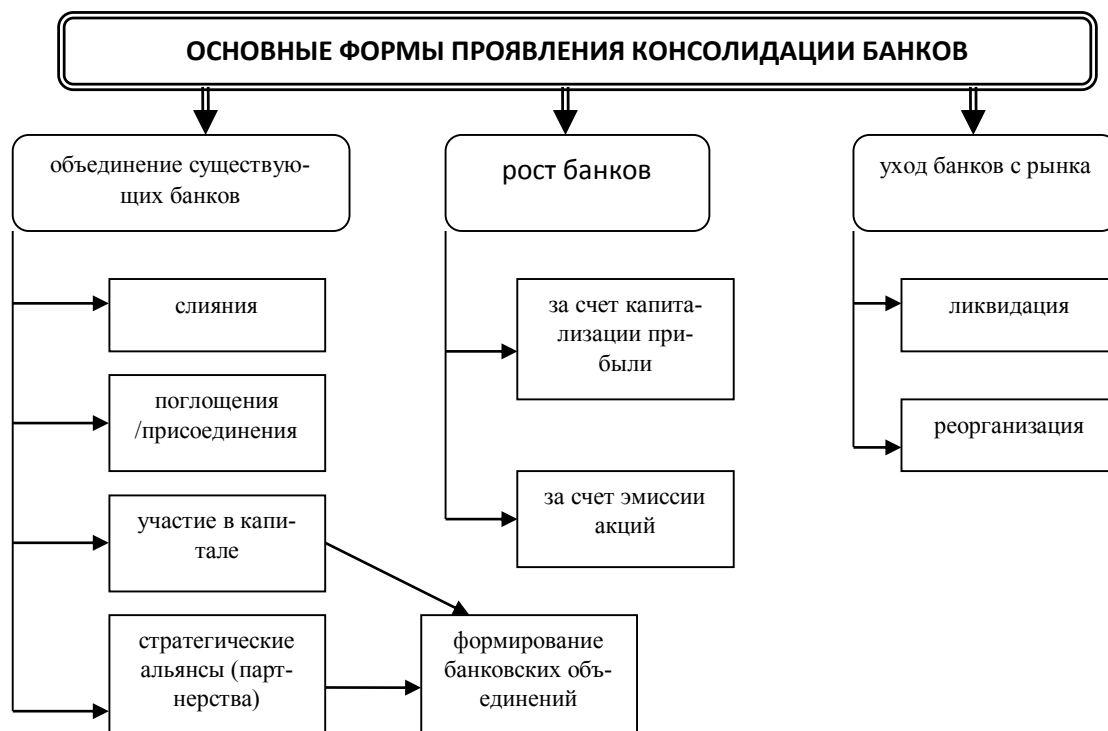 ОСНОВНЫЕ ФОРМЫ ПРОЯВЛЕНИЯ КОНСОЛИДАЦИИ БАНКОВ
объединение существую-
щих банков
рост банков
уход банков с рынка
слияния
поглощения
/присоединения
участие в капи-
тале
стратегические
альянсы (парт-
нерства)
формирование
банковских объ-
единений
за счет капита-
лизации при-
были
за счет эмиссии
акций
ликвидация
реорганизация